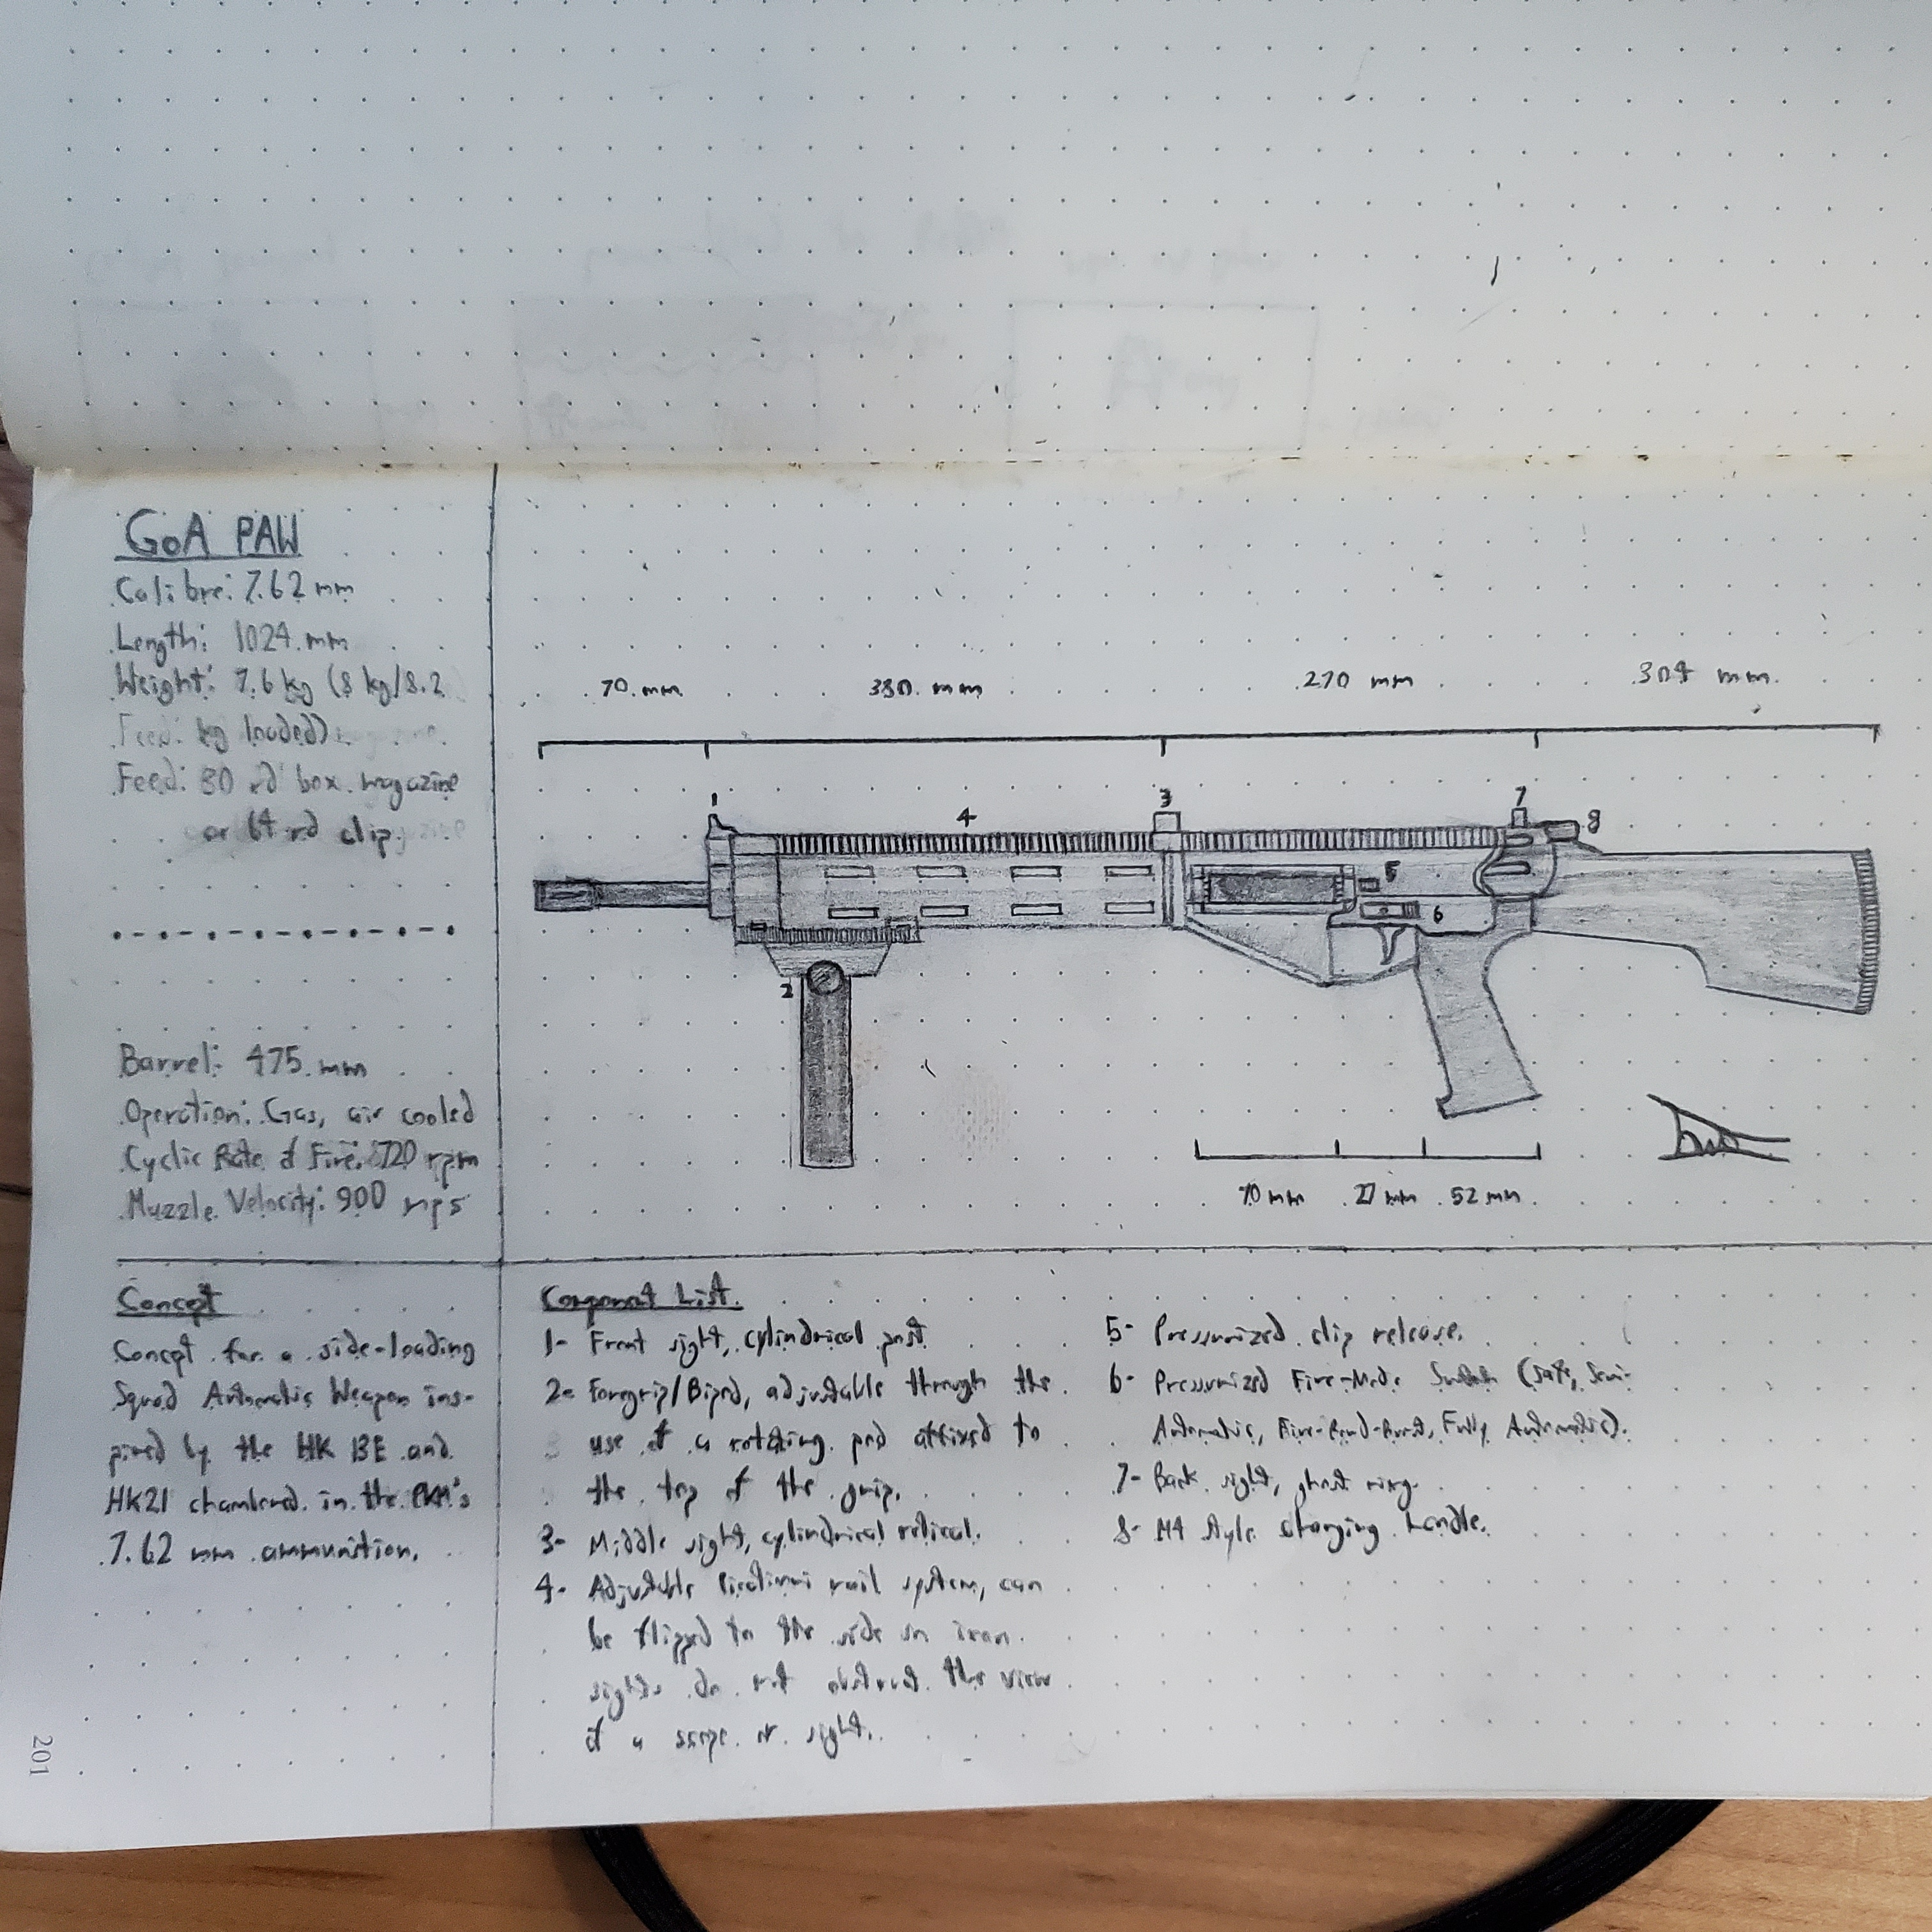 GoA PAW
Calibre: 7.62 mm
Length: 1024 mm
Weight: 7.6 kg (8 kg/8.2
kg loaded)
Feed: 30 rd box magazine
or 64 rd clip
Barrel: 475 mm
Operation: Gas, air cooled
Cyclic Rate of Fire: 720 rpm
Muzzle Velocity: 900 mps
70 mm
380 mm
270 mm
304 mm
1
2
3
4
5
6
7
8
70 mm
27 mm
52 mm
Concept
Concept for a side-loading
Squad Automatic Weapon ins-
pired by the HK 13E and
HK21 chambered in the PKM's
7.62 mm ammunition.
Component List
1- Front sight, cylindrical post
2- Foregrip/Bipod, adjustable through the
use of a rotating pad affixed to
the top of the grip.
3- Middle sight, cylindrical
4- Adjustable rail system, can
be flipped to the side so iron
sights do not obstruct the view
of a scope or sight.
5- Pressurized clip release.
6- Pressurized Fire-Mode Switch (Safe, Semi-
Automatic, Five-Round-Burst, Fully Automatic).
7- Back sight, ghost ring.
8- M4 Style charging handle.
201